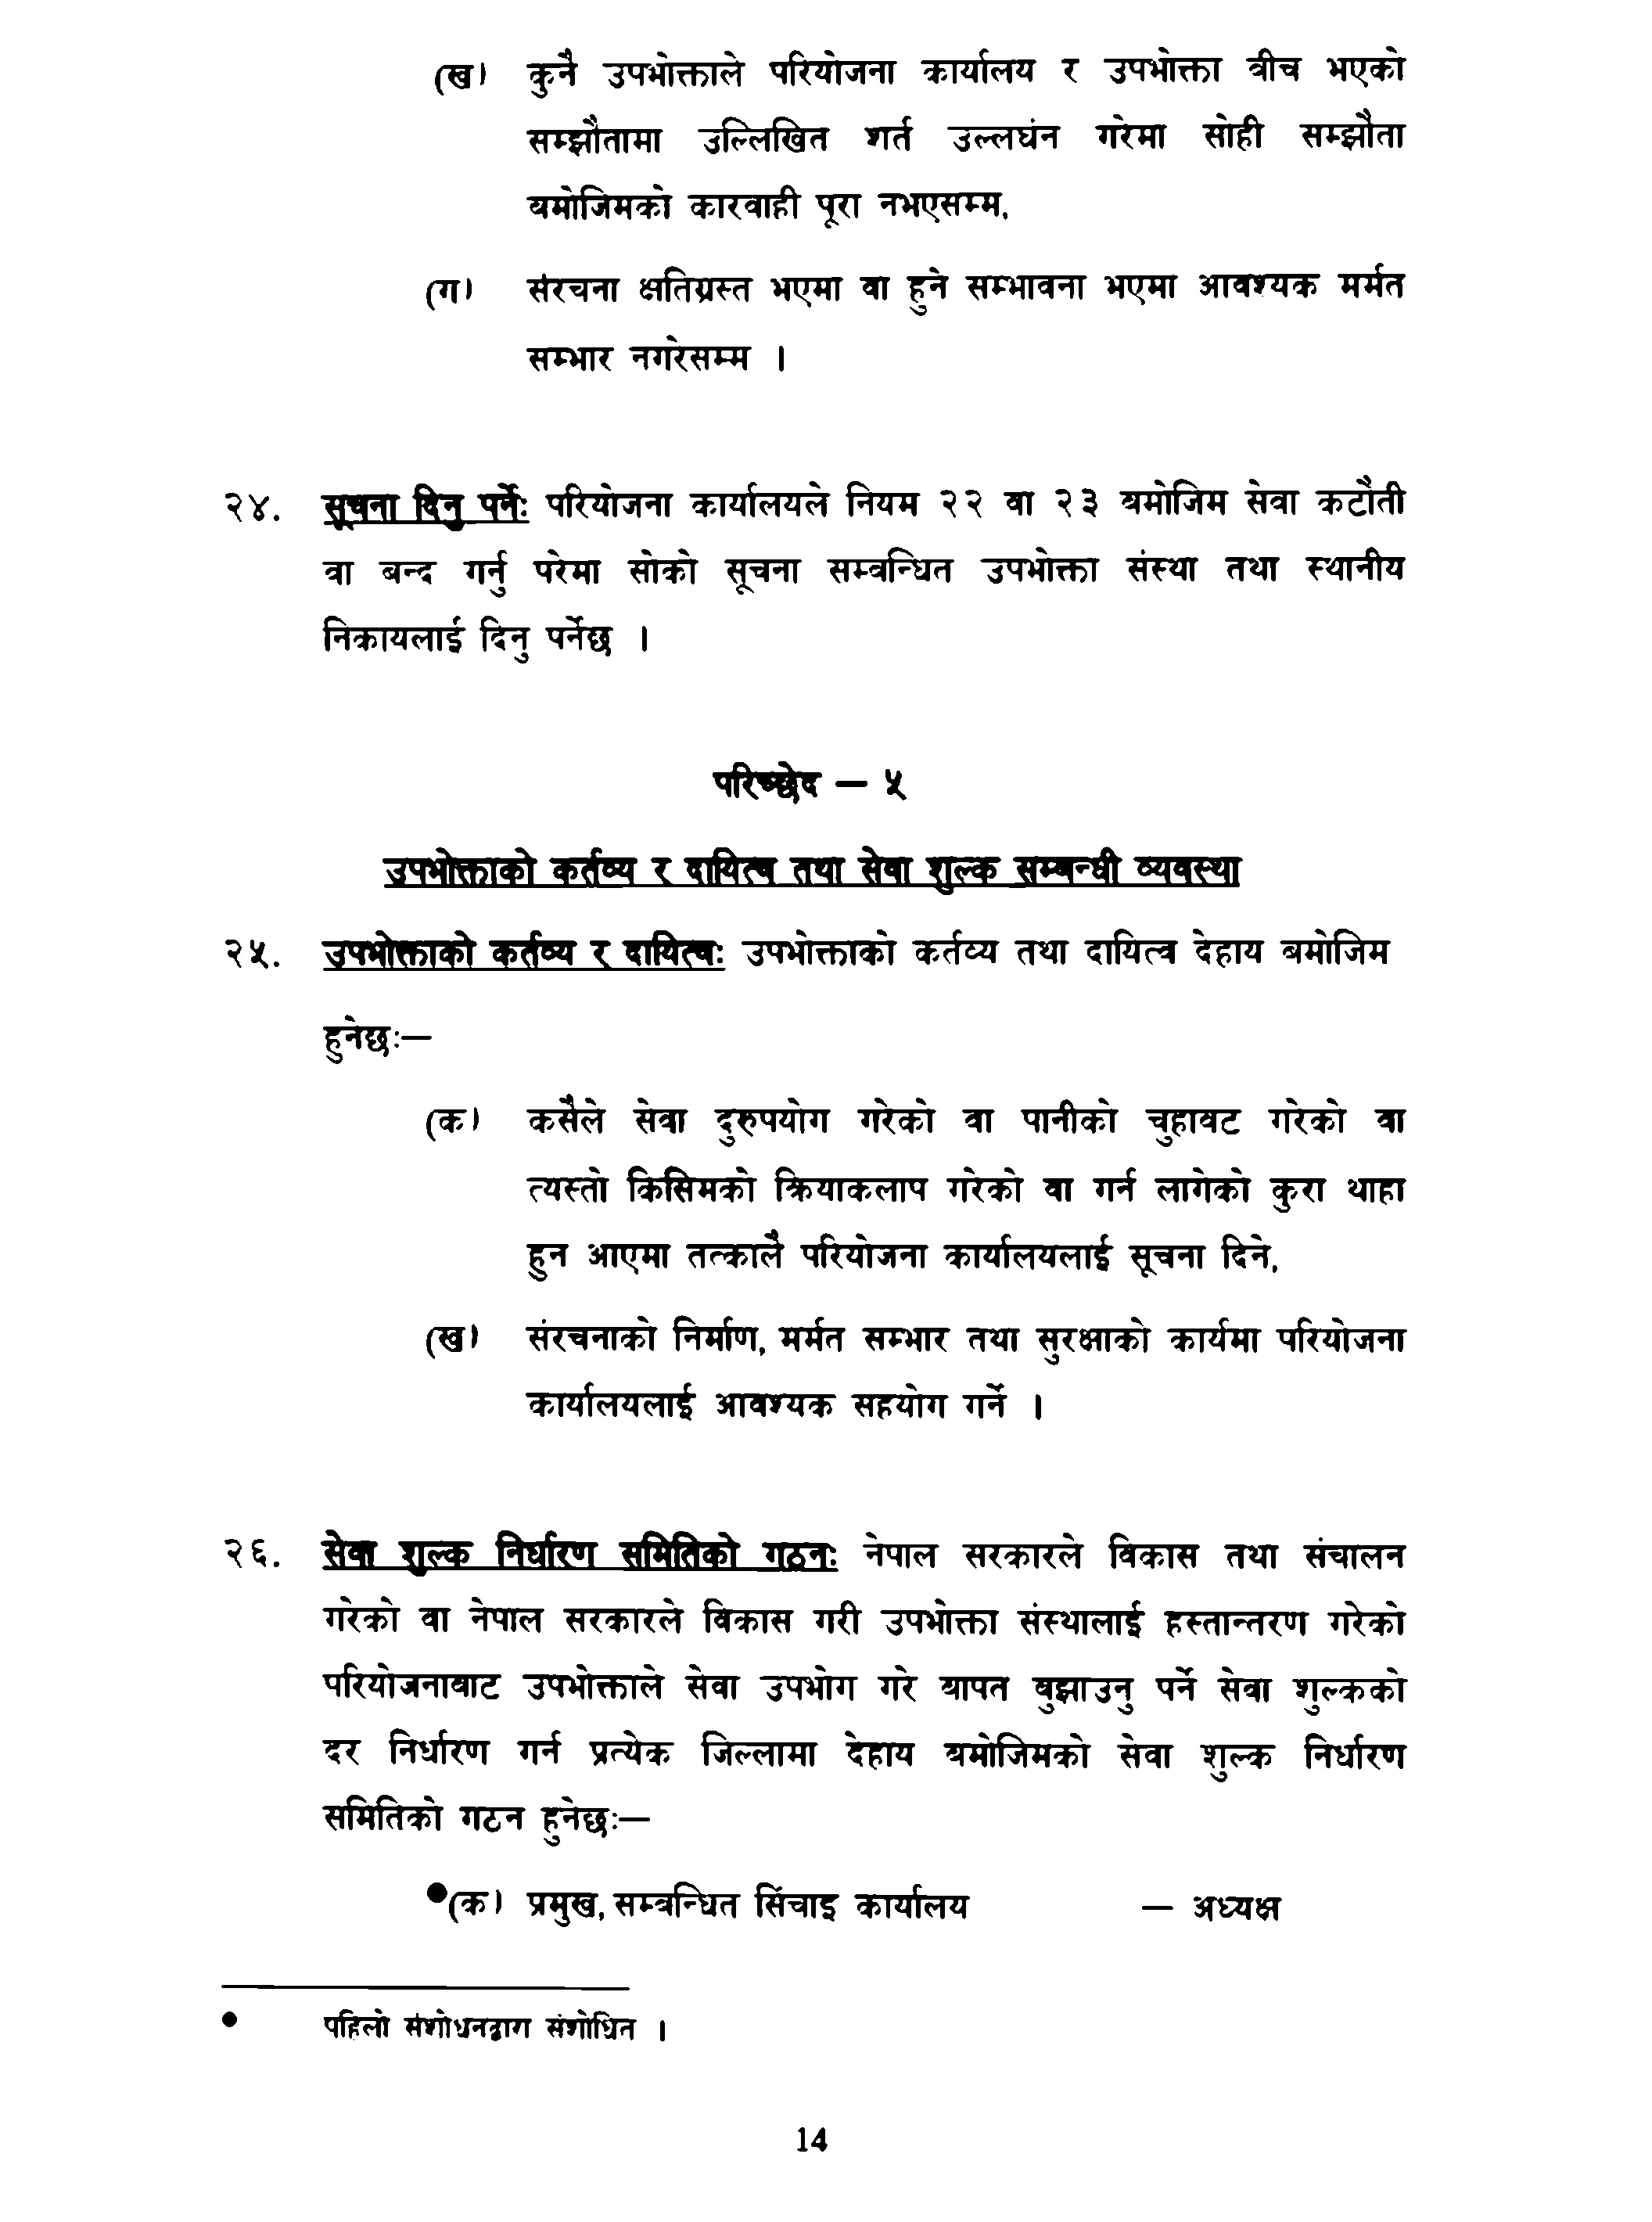 (ख) कुनै उपभोक्ताले परियोजना कार्यालय र उपभोक्ता बीच भएको
सम्झौतामा उल्लिखित शर्त उल्लघंन गरेमा सोही सम्झौता
बमोजिमको कारवाही पूरा नभएसम्म,
(ग) संरचना क्षतिग्रस्त भएमा वा हुने सम्भावना भएमा आवश्यक मर्मत
सम्भार नगरेसम्म ।
२४. सूचना दिनु पर्नेः परियोजना कार्यालयले नियम २२ वा २३ बमोजिम सेवा कटौती
वा बन्द गर्नु परेमा सोको सूचना सम्बन्धित उपभोक्ता संस्था तथा स्थानीय
निकायलाई दिनु पर्नेछ ।
परिच्छेद – ५
उपभोक्ताको कर्तव्य र दायित्व तथा सेवा शुल्क सम्बन्धी व्यवस्था
२५. उपभोक्ताको कर्तव्य र दायित्वः उपभोक्ताको कर्तव्य तथा दायित्व देहाय बमोजिम
हुनेछः–
(क) कसैले सेवा दुरुपयोग गरेको वा पानीको चुहावट गरेको वा
त्यस्तो किसिमको क्रियाकलाप गरेको वा गर्न लागेको कुरा थाहा
हुन आएमा तत्कालै परियोजना कार्यालयलाई सूचना दिने,
(ख) संरचनाको निर्माण, मर्मत सम्भार तथा सुरक्षाको कार्यमा परियोजना
कार्यालयलाई आवश्यक सहयोग गर्ने ।
२६. सेवा शुल्क निर्धारण समितिको गठनः नेपाल सरकारले विकास तथा संचालन
गरेको वा नेपाल सरकारले विकास गरी उपभोक्ता संस्थालाई हस्तान्तरण गरेको
परियोजनाबाट उपभोक्ताले सेवा उपभोग गरे बापत बुझाउनु पर्ने सेवा शुल्कको
दर निर्धारण गर्न प्रत्येक जिल्लामा देहाय बमोजिमको सेवा शुल्क निर्धारण
समितिको गठन हुनेछः–
●(क) प्रमुख, सम्बन्धित सिंचाइ कार्यालय – अध्यक्ष
● पहिलो संशोधनद्वारा संशोधित ।
14